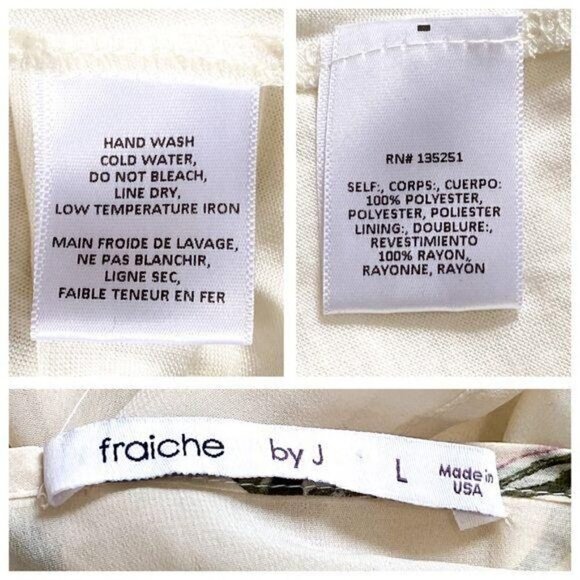 HAND WASH
COLD WATER,
DO NOT BLEACH,
LINE DRY,
LOW TEMPERATURE IRON
MAIN FROIDE DE LAVAGE,
NE PAS BLANCHIR,
LIGNE SEC,
FAIBLE TENEUR EN FER
RN# 135251
SELF:, CORPS:, CUERPO:
100% POLYESTER,
POLYESTER, POLIESTER
LINING:, DOUBLURE:,
REVESTIMIENTO
100% RAYON,
RAYONNE, RAYÓN
fraiche by J L Made in
USA